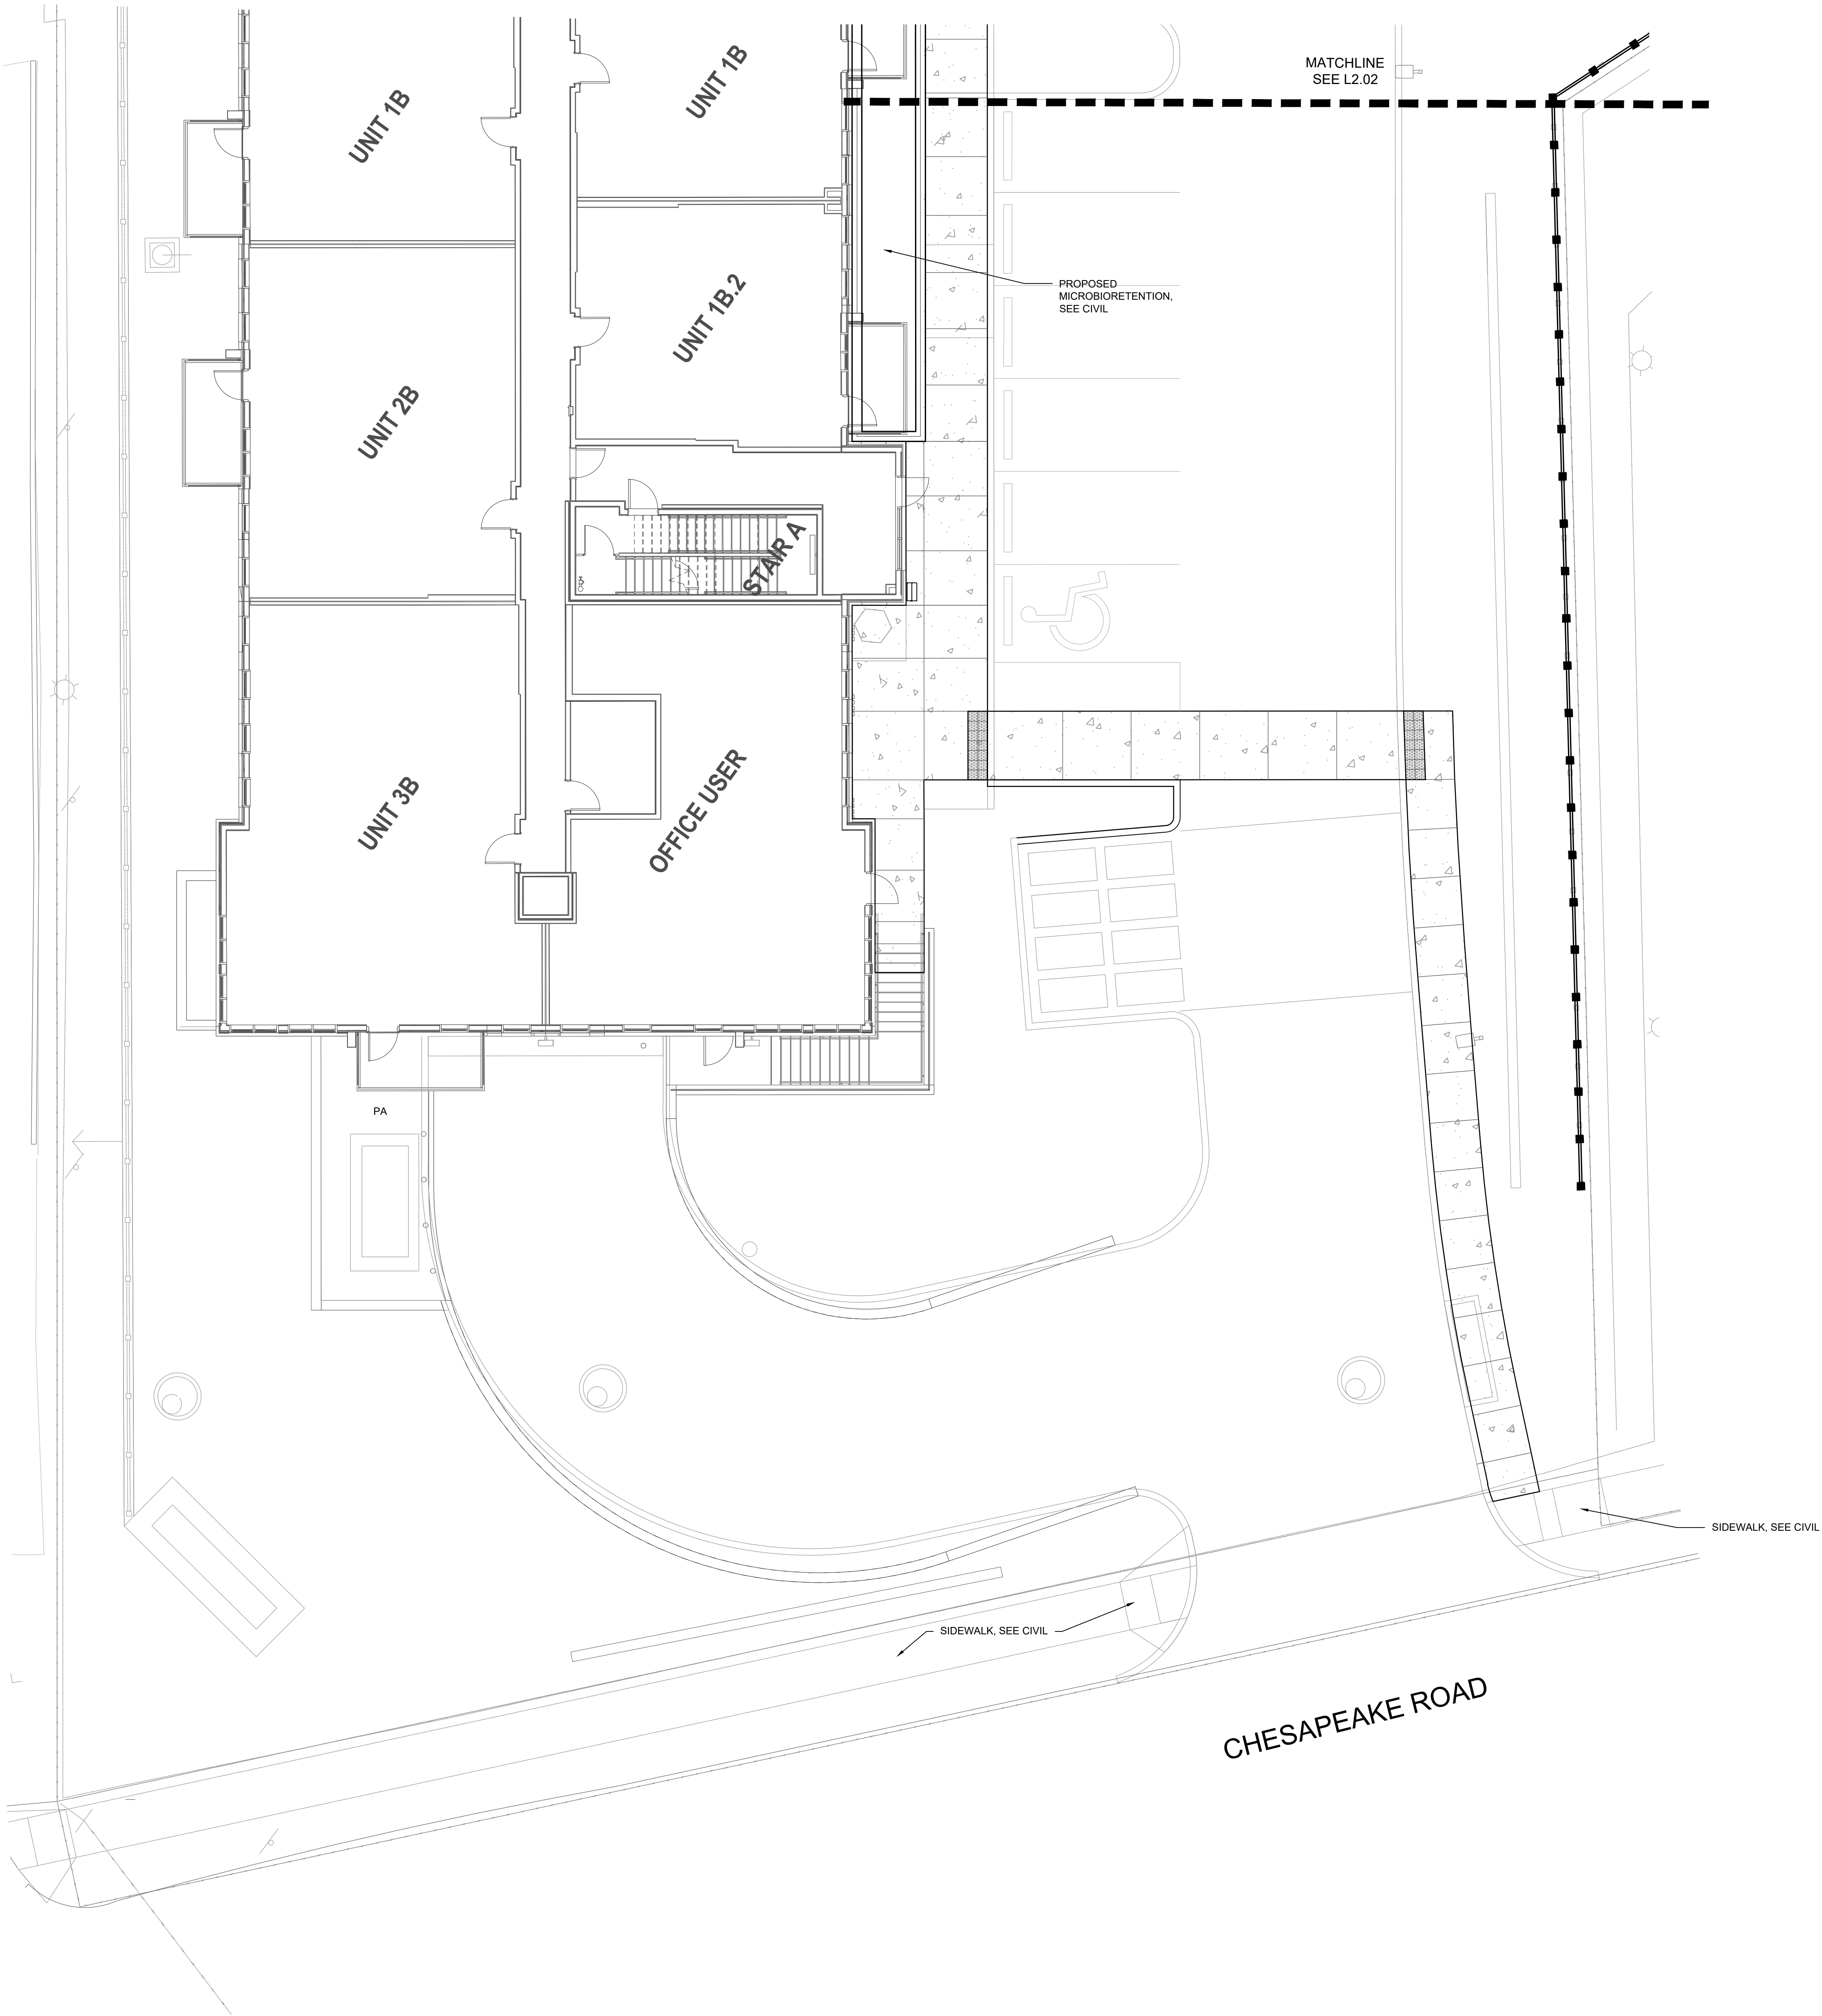 MATCHLINE
SEE L2.02
UNIT 1B
UNIT 1B
PROPOSED
MICROBIORETENTION,
SEE CIVIL
UNIT 1B.2
UNIT 2B
STAIR A
UNIT 3B
OFFICE USER
PA
SIDEWALK, SEE CIVIL
SIDEWALK, SEE CIVIL
CHESAPEAKE ROAD